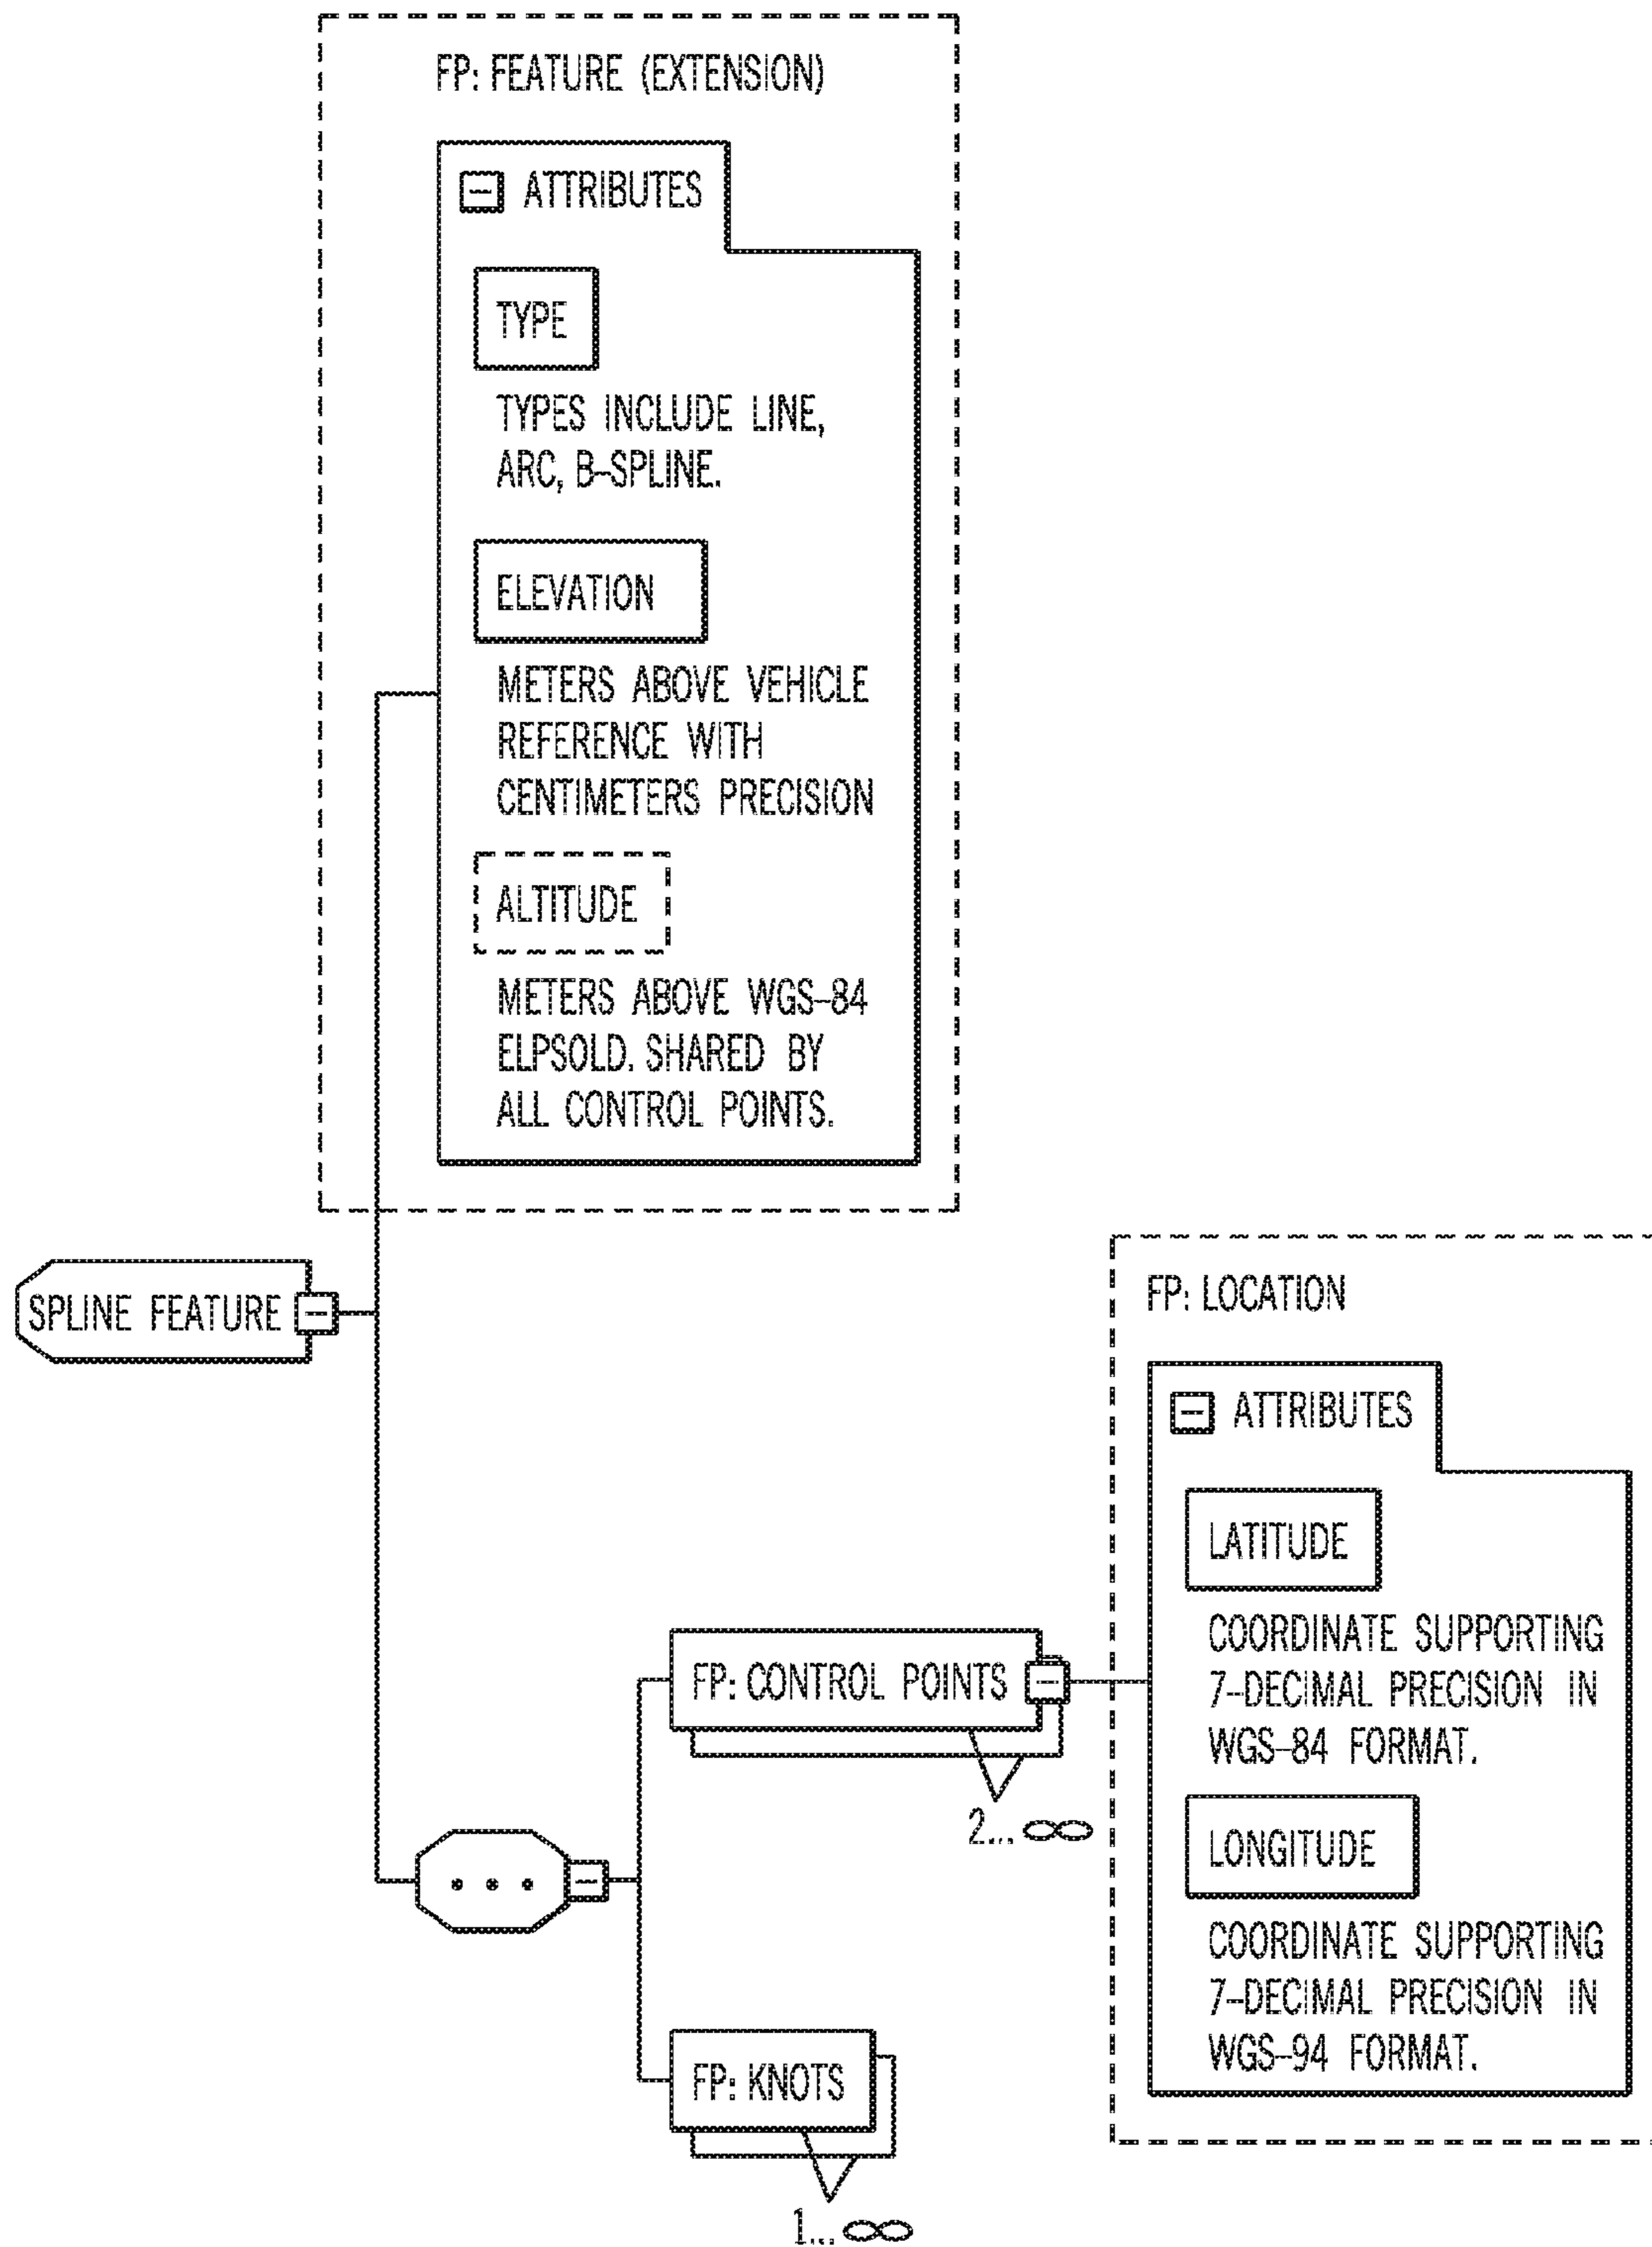 FP: FEATURE (EXTENSION)
ATTRIBUTES
TYPE
TYPES INCLUDE LINE,
ARC, B-SPLINE.
ELEVATION
METERS ABOVE VEHICLE
REFERENCE WITH
CENTIMETERS PRECISION
ALTITUDE
METERS ABOVE WGS-84
ELPSOLD. SHARED BY
ALL CONTROL POINTS.
SPLINE FEATURE
FP: LOCATION
ATTRIBUTES
LATITUDE
COORDINATE SUPPORTING
7-DECIMAL PRECISION IN
WGS-84 FORMAT.
LONGITUDE
COORDINATE SUPPORTING
7-DECIMAL PRECISION IN
WGS-94 FORMAT.
FP: CONTROL POINTS
2... ∞
FP: KNOTS
1... ∞